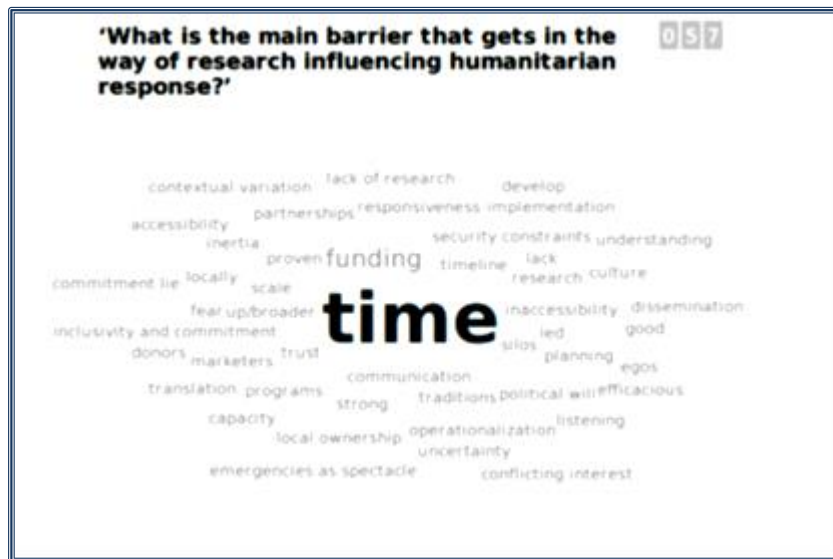 ‘What is the main barrier that gets in the
057
way of research influencing humanitarian
response?’
lack of research
contextual variation
develop
partnerships
responsiveness
implementation
accessibility
security constraints
understanding
inertia
proven
funding
timeline
lack
research
culture
commitment lie
locally
scale
fear
up/broader
time
inaccessibility
dissemination
inclusivity and commitment
led
good
silos
donors
marketers
trust
planning
egos
communication
translation
programs
strong
traditions
political will
efficacious
capacity
local ownership
operationalization
listening
uncertainty
emergencies as spectacle
conflicting interest